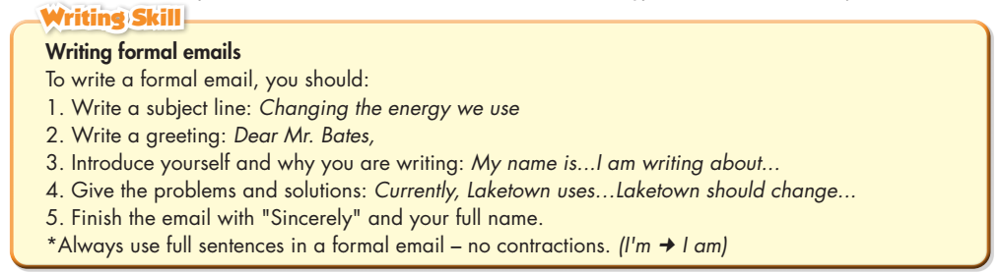 Writing Skill
Writing formal emails
To write a formal email, you should:
1. Write a subject line: Changing the energy we use
2. Write a greeting: Dear Mr. Bates,
3. Introduce yourself and why you are writing: My name is...I am writing about...
4. Give the problems and solutions: Currently, Laketown uses...Laketown should change...
5. Finish the email with "Sincerely" and your full name.
*Always use full sentences in a formal email – no contractions. (I'm ➔ I am)